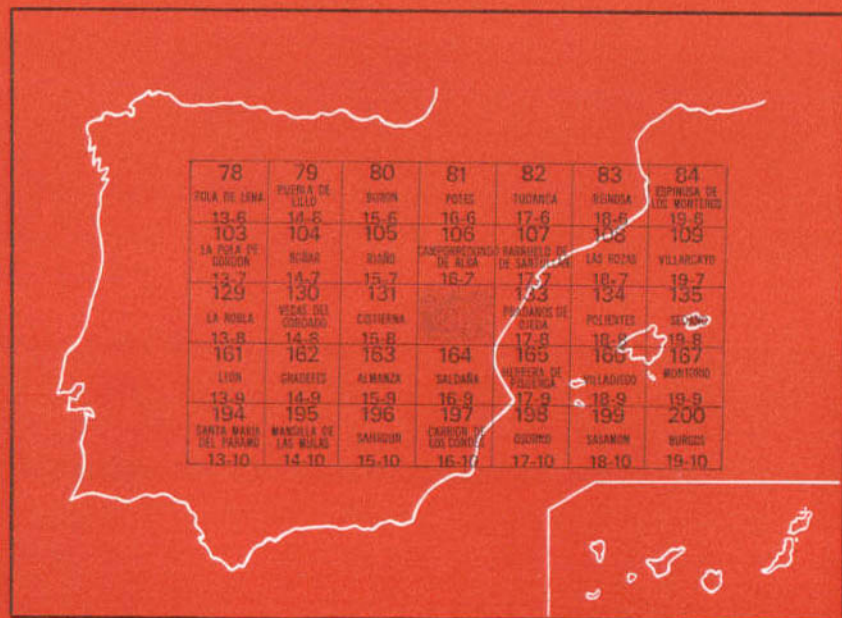 78 79 80 81 82 83 84
POLA DE LENA PUEBLA DE LILLO BURON POTES TUDANCA REINOSA ESPINOSA DE LOS MONTEROS
13-6 14-6 15-6 16-6 17-6 18-6 19-6
103 104 105 106 107 108 109
LA POLA DE GORDON BOÑAR RIAÑO CAMPORREDONDO DE ALBA BARRUELO DE SANTULLAN LAS ROZAS VILLARCAYO
13-7 14-7 15-7 16-7 17-7 18-7 19-7
129 130 131 133 134 135
LA ROBLA VEGAS DEL CONDADO CISTIERNA PRADANOS DE OJEDA POLIENTES SEDANO
13-8 14-8 15-8 17-8 18-8 19-8
161 162 163 164 165 166 167
LEON GRADEFES ALMANZA SALDAÑA HERRERA DE PISUERGA VILLADIEGO MONTORIO
13-9 14-9 15-9 16-9 17-9 18-9 19-9
194 195 196 197 198 199 200
SANTA MARIA DEL PARAMO MANSILLA DE LAS MULAS SAHAGUN CARRION DE LOS CONDES OSORNO SASAMON BURGOS
13-10 14-10 15-10 16-10 17-10 18-10 19-10